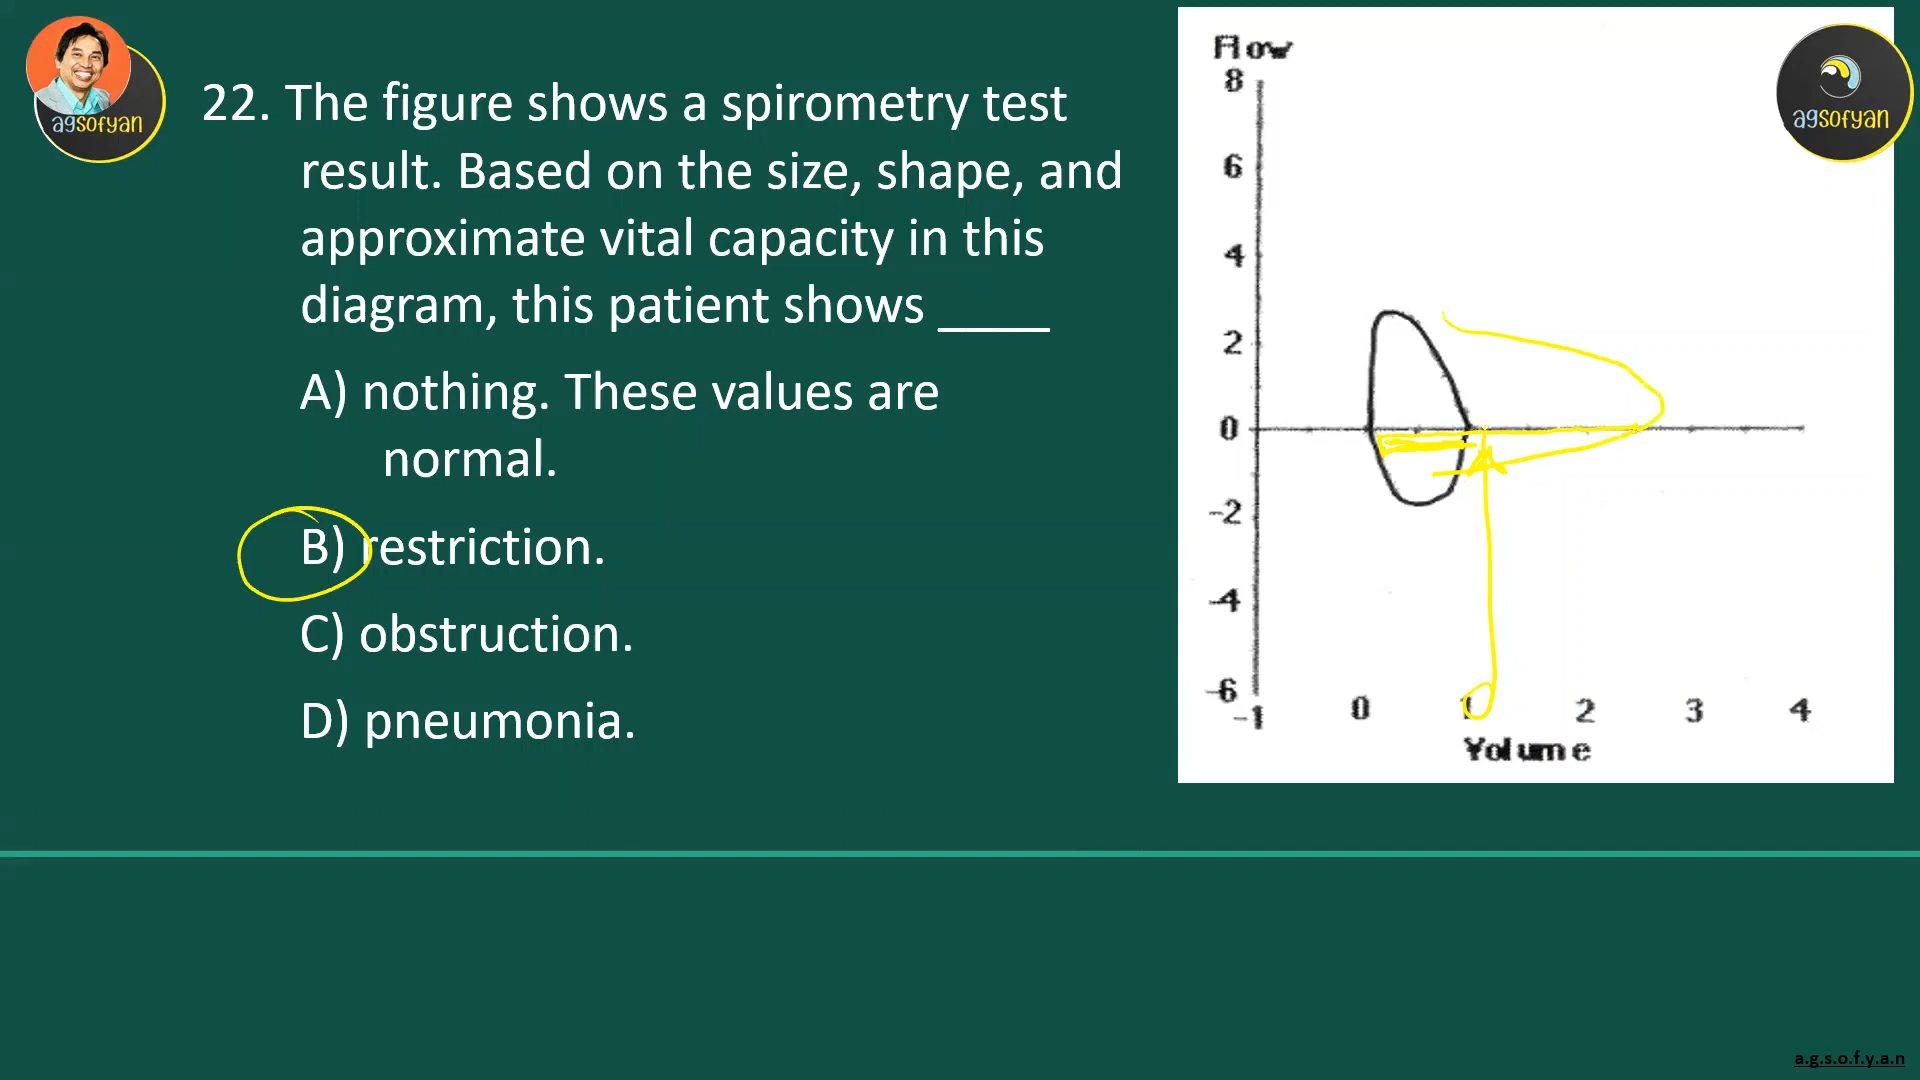 agsofyan
22. The figure shows a spirometry test
result. Based on the size, shape, and
approximate vital capacity in this
diagram, this patient shows ____
A) nothing. These values are
normal.
B) restriction.
C) obstruction.
D) pneumonia.
Flow
8
6
4
2
0
-2
-4
-6
-1 0 1 2 3 4
Volume
agsofyan
a.g.s.o.f.y.a.n